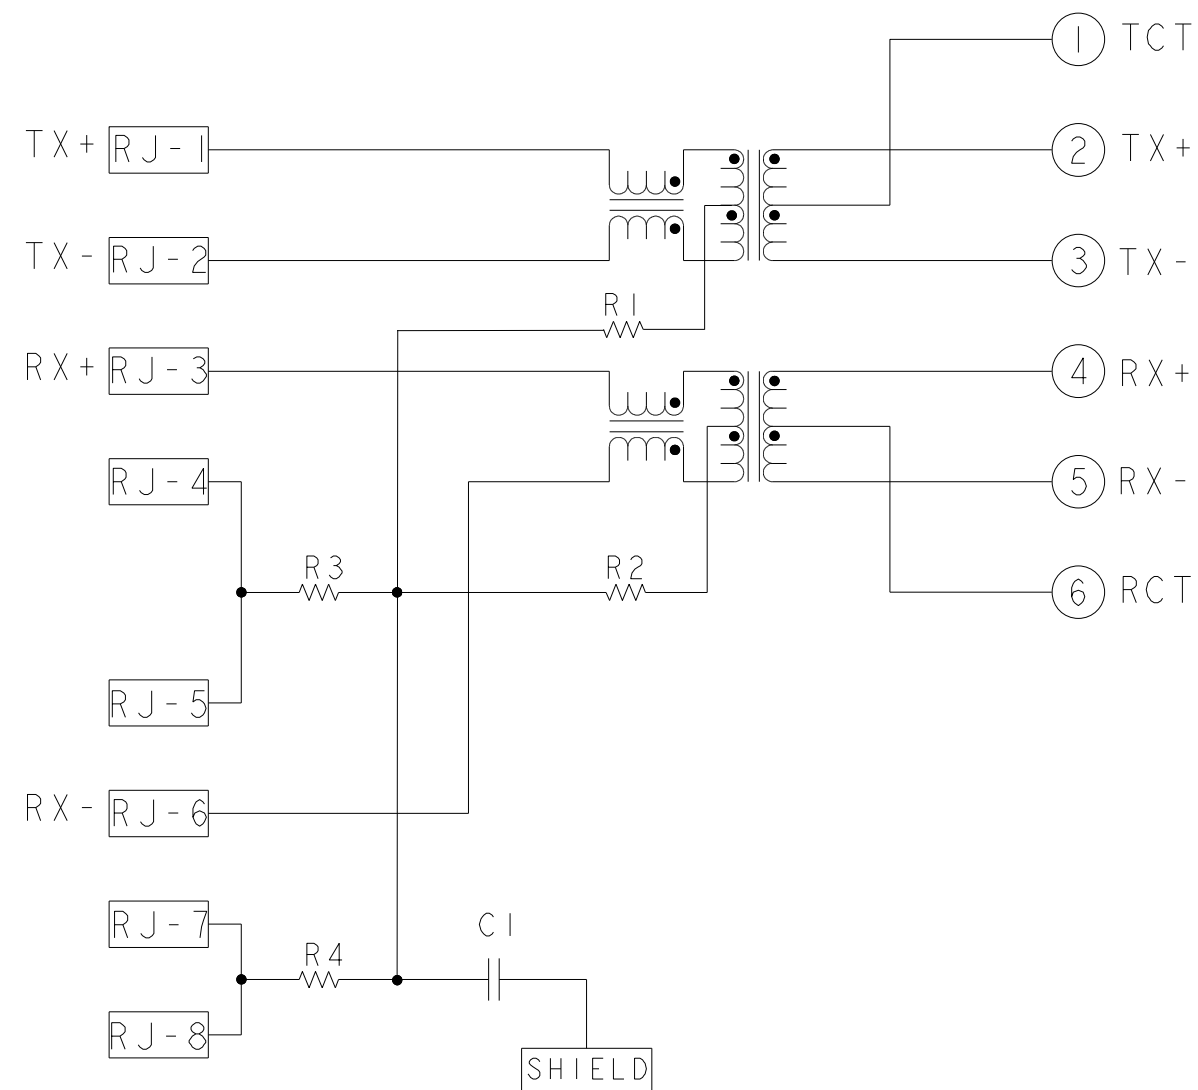 1 TCT
TX+ RJ-1
2 TX+
TX- RJ-2
3 TX-
R1
RX+ RJ-3
4 RX+
RJ-4
5 RX-
R3
R2
6 RCT
RJ-5
RX- RJ-6
RJ-7
C1
R4
RJ-8
SHIELD